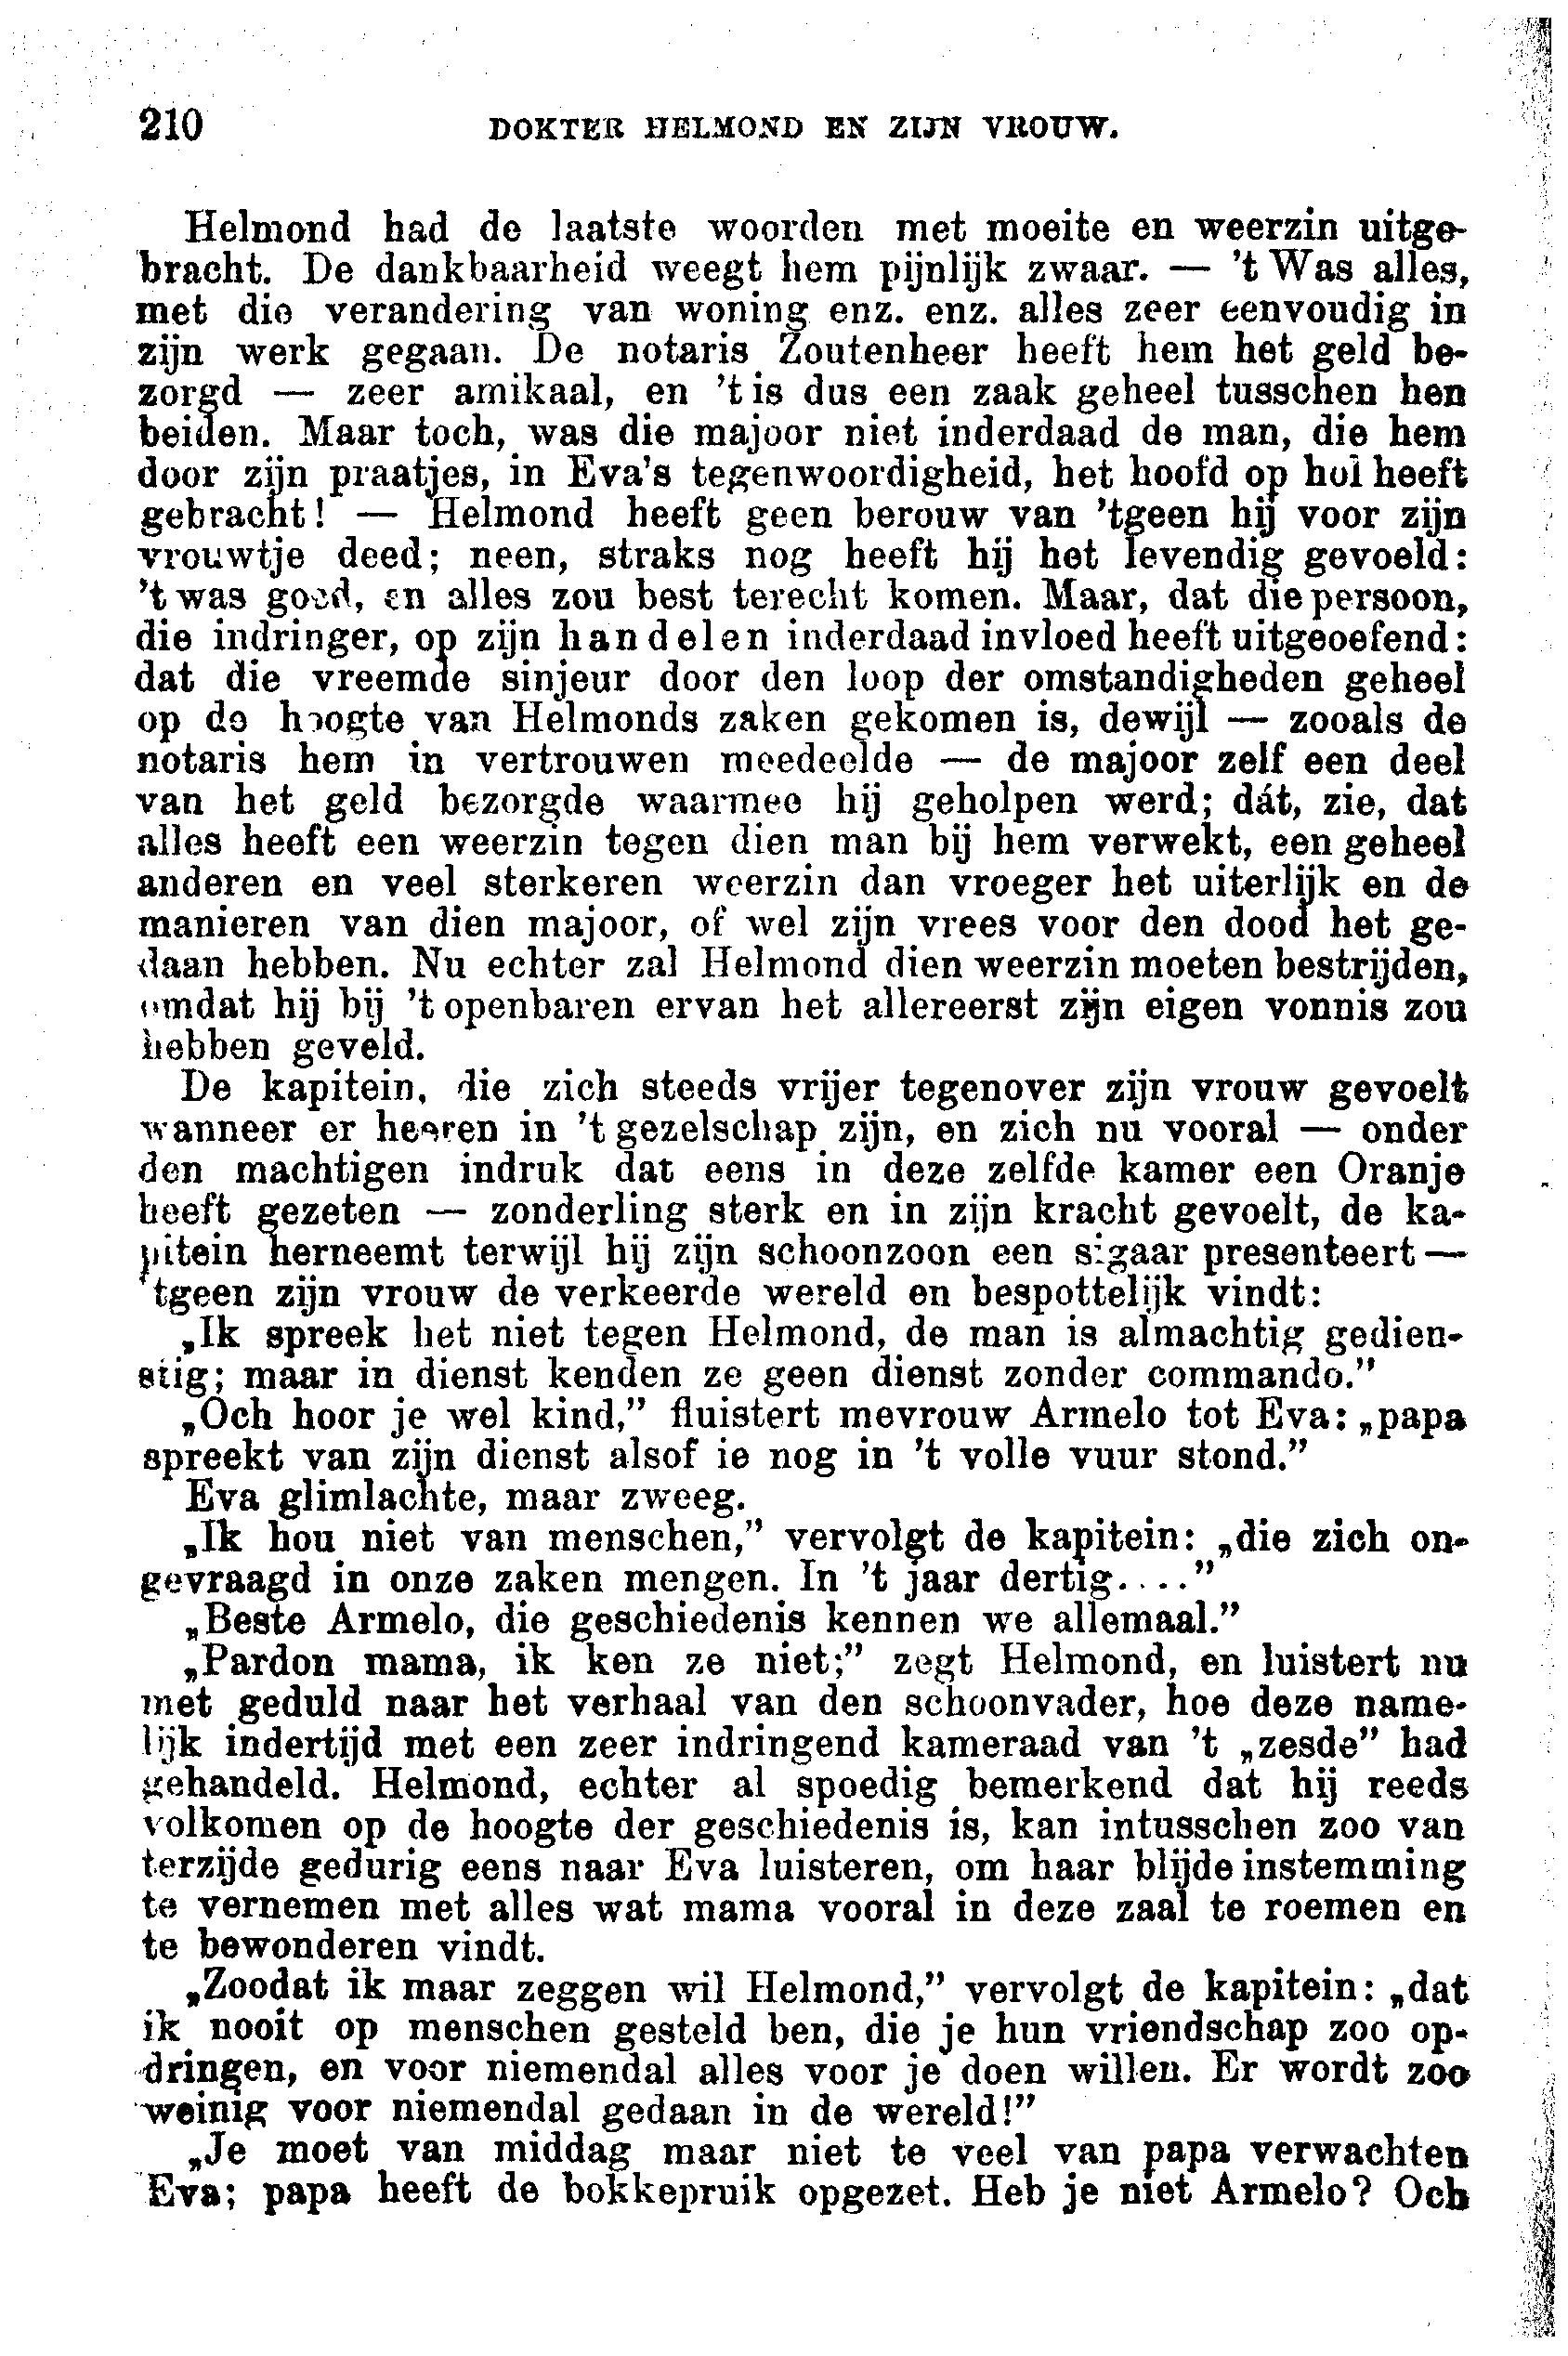 210 DOKTER HELMOND EN ZIJN VROUW.
Helmond had de laatste woorden met moeite en weerzin uitge-
bracht. De dankbaarheid weegt hem pijnlijk zwaar. — 't Was alles,
met die verandering van woning enz. enz. alles zeer eenvoudig in
zijn werk gegaan. De notaris Zoutenheer heeft hem het geld be-
zorgd — zeer amikaal, en 't is dus een zaak geheel tusschen hen
beiden. Maar toch, was die majoor niet inderdaad de man, die hem
door zijn praatjes, in Eva's tegenwoordigheid, het hoofd op hol heeft
gebracht! — Helmond heeft geen berouw van 'tgeen hij voor zijn
vrouwtje deed; neen, straks nog heeft hij het levendig gevoeld:
't was goed, en alles zou best terecht komen. Maar, dat die persoon,
die indringer, op zijn handelen inderdaad invloed heeft uitgeoefend:
dat die vreemde sinjeur door den loop der omstandigheden geheel
op de hoogte van Helmonds zaken gekomen is, dewijl — zooals de
notaris hem in vertrouwen meedeelde — de majoor zelf een deel
van het geld bezorgde waarmee hij geholpen werd; dát, zie, dat
alles heeft een weerzin tegen dien man bij hem verwekt, een geheel
anderen en veel sterkeren weerzin dan vroeger het uiterlijk en de
manieren van dien majoor, of wel zijn vrees voor den dood het ge-
daan hebben. Nu echter zal Helmond dien weerzin moeten bestrijden,
omdat hij bij 't openbaren ervan het allereerst zijn eigen vonnis zou
hebben geveld.
De kapitein, die zich steeds vrijer tegenover zijn vrouw gevoelt
wanneer er heeren in 't gezelschap zijn, en zich nu vooral — onder
den machtigen indruk dat eens in deze zelfde kamer een Oranje
heeft gezeten — zonderling sterk en in zijn kracht gevoelt, de ka-
pitein herneemt terwijl hij zijn schoonzoon een sigaar presenteert —
'tgeen zijn vrouw de verkeerde wereld en bespottelijk vindt:
„Ik spreek het niet tegen Helmond, de man is almachtig gedien-
stig; maar in dienst kenden ze geen dienst zonder commando.”
„Och hoor je wel kind,” fluistert mevrouw Armelo tot Eva: „papa
spreekt van zijn dienst alsof ie nog in 't volle vuur stond.”
Eva glimlachte, maar zweeg.
„Ik hou niet van menschen,” vervolgt de kapitein: „die zich on-
gevraagd in onze zaken mengen. In 't jaar dertig....”
„Beste Armelo, die geschiedenis kennen we allemaal.”
„Pardon mama, ik ken ze niet;” zegt Helmond, en luistert nu
met geduld naar het verhaal van den schoonvader, hoe deze name-
lijk indertijd met een zeer indringend kameraad van 't „zesde” had
gehandeld. Helmond, echter al spoedig bemerkend dat hij reeds
volkomen op de hoogte der geschiedenis is, kan intusschen zoo van
terzijde gedurig eens naar Eva luisteren, om haar blijde instemming
te vernemen met alles wat mama vooral in deze zaal te roemen en
te bewonderen vindt.
„Zoodat ik maar zeggen wil Helmond,” vervolgt de kapitein: „dat
ik nooit op menschen gesteld ben, die je hun vriendschap zoo op-
dringen, en voor niemendal alles voor je doen willen. Er wordt zoo
weinig voor niemendal gedaan in de wereld!”
„Je moet van middag maar niet te veel van papa verwachten
Eva; papa heeft de bokkepruik opgezet. Heb je niet Armelo? Och